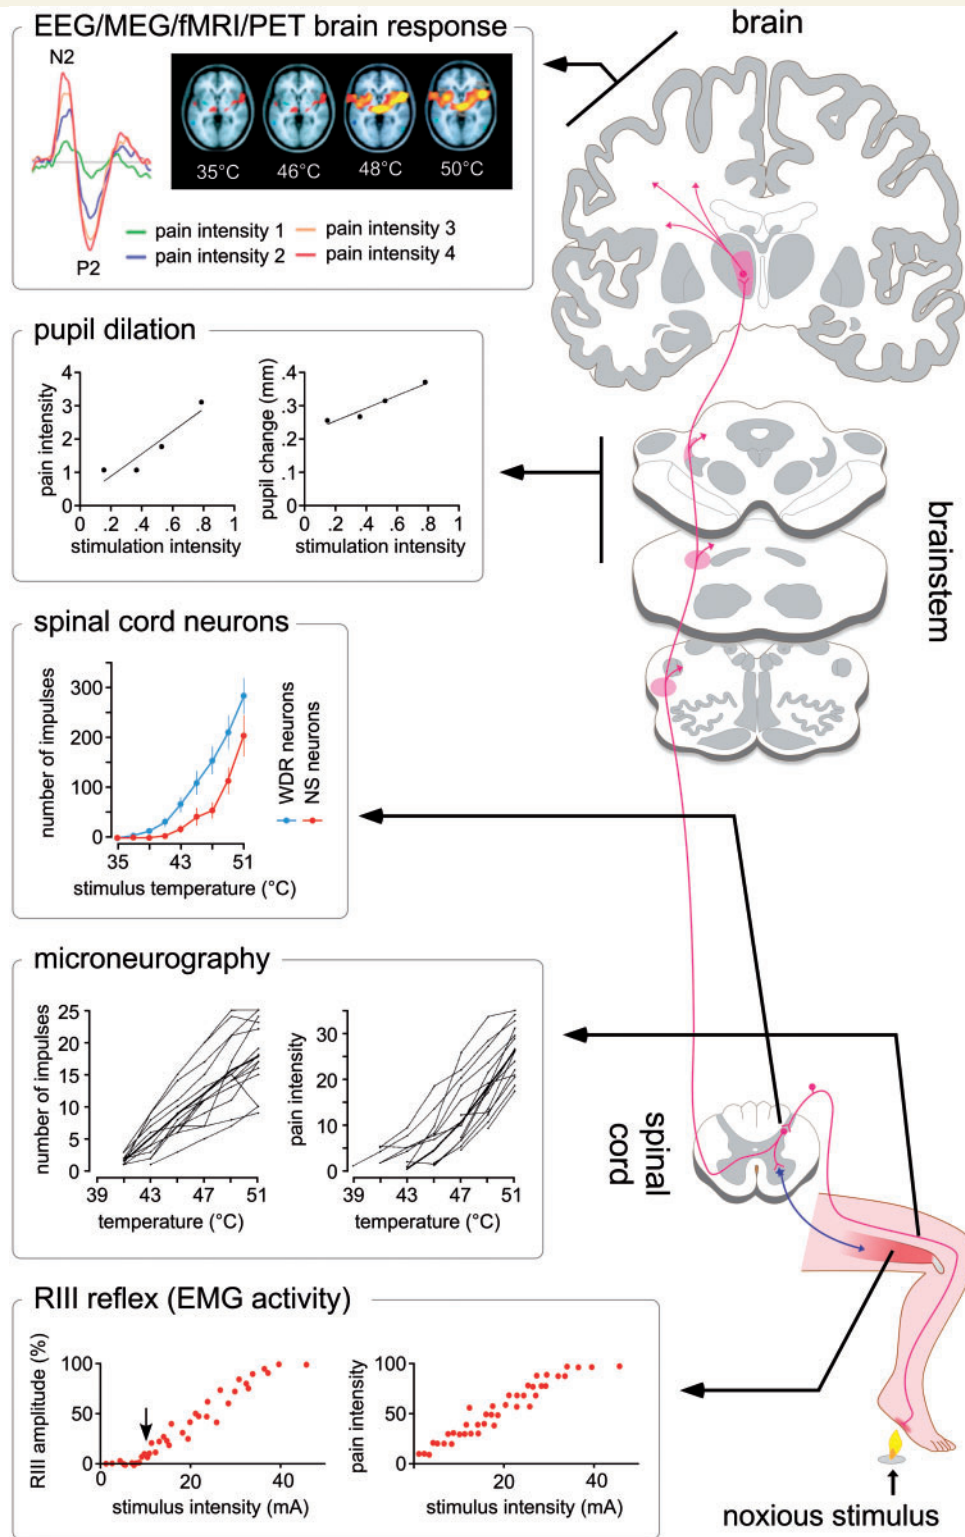 EEG/MEG/fMRI/PET brain response
brain
N2
35°C 46°C 48°C 50°C
pain intensity 1
pain intensity 3
pain intensity 2
pain intensity 4
P2
pupil dilation
pain intensity
4
3
2
1
0
0 .2 .4 .6 .8 1
stimulation intensity
pupil change (mm)
.4
.3
.2
.1
0
0 .2 .4 .6 .8 1
stimulation intensity
brainstem
spinal cord neurons
number of impulses
300
200
100
0
35 43 51
stimulus temperature (°C)
WDR neurons
NS neurons
microneurography
number of impulses
25
20
15
10
5
0
39 43 47 51
temperature (°C)
pain intensity
30
20
10
0
39 43 47 51
temperature (°C)
spinal
cord
RIII reflex (EMG activity)
RIII amplitude (%)
100
50
0
0 20 40
stimulus intensity (mA)
pain intensity
100
50
0
20 40
stimulus intensity (mA)
noxious stimulus